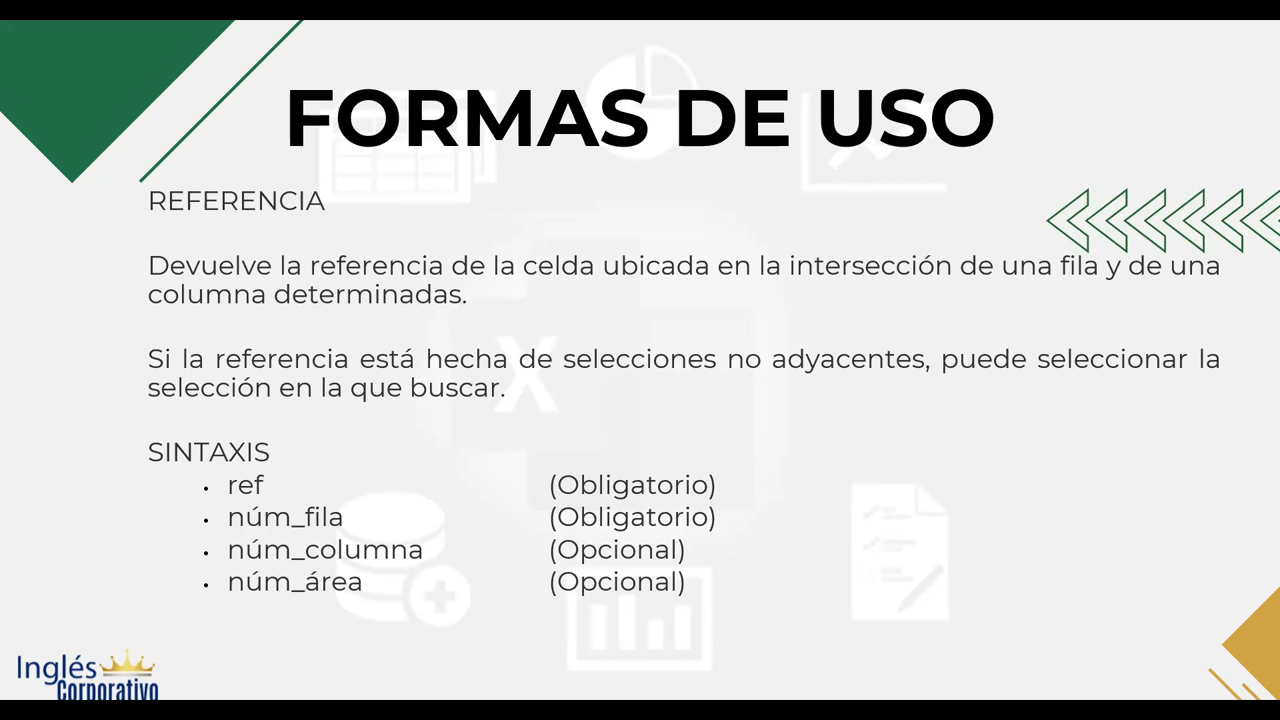 FORMAS DE USO
REFERENCIA
Devuelve la referencia de la celda ubicada en la intersección de una fila y de una
columna determinadas.
Si la referencia está hecha de selecciones no adyacentes, puede seleccionar la
selección en la que buscar.
SINTAXIS
• ref (Obligatorio)
• núm_fila (Obligatorio)
• núm_columna (Opcional)
• núm_área (Opcional)
Inglés
Corporativo